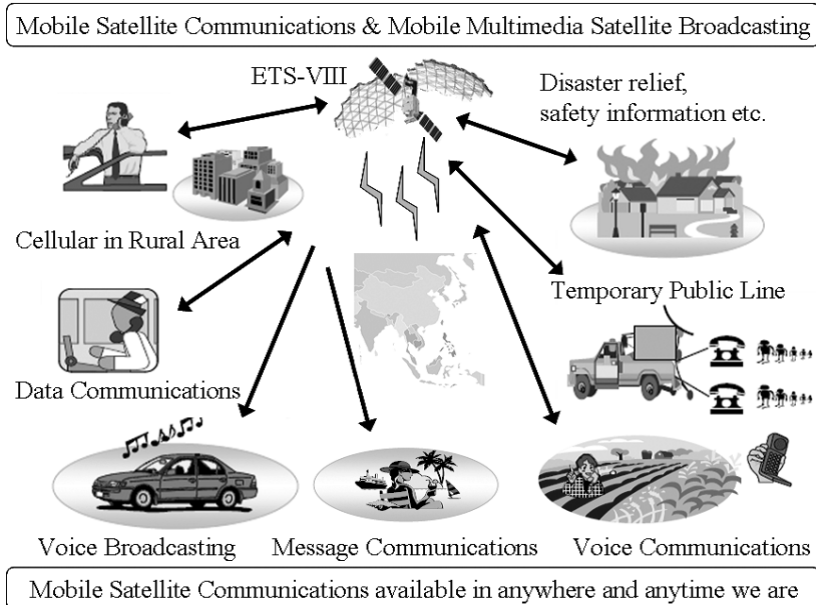 Mobile Satellite Communications & Mobile Multimedia Satellite Broadcasting
ETS-VIII
Disaster relief,
safety information etc.
Cellular in Rural Area
Temporary Public Line
Data Communications
Voice Broadcasting
Message Communications
Voice Communications
Mobile Satellite Communications available in anywhere and anytime we are